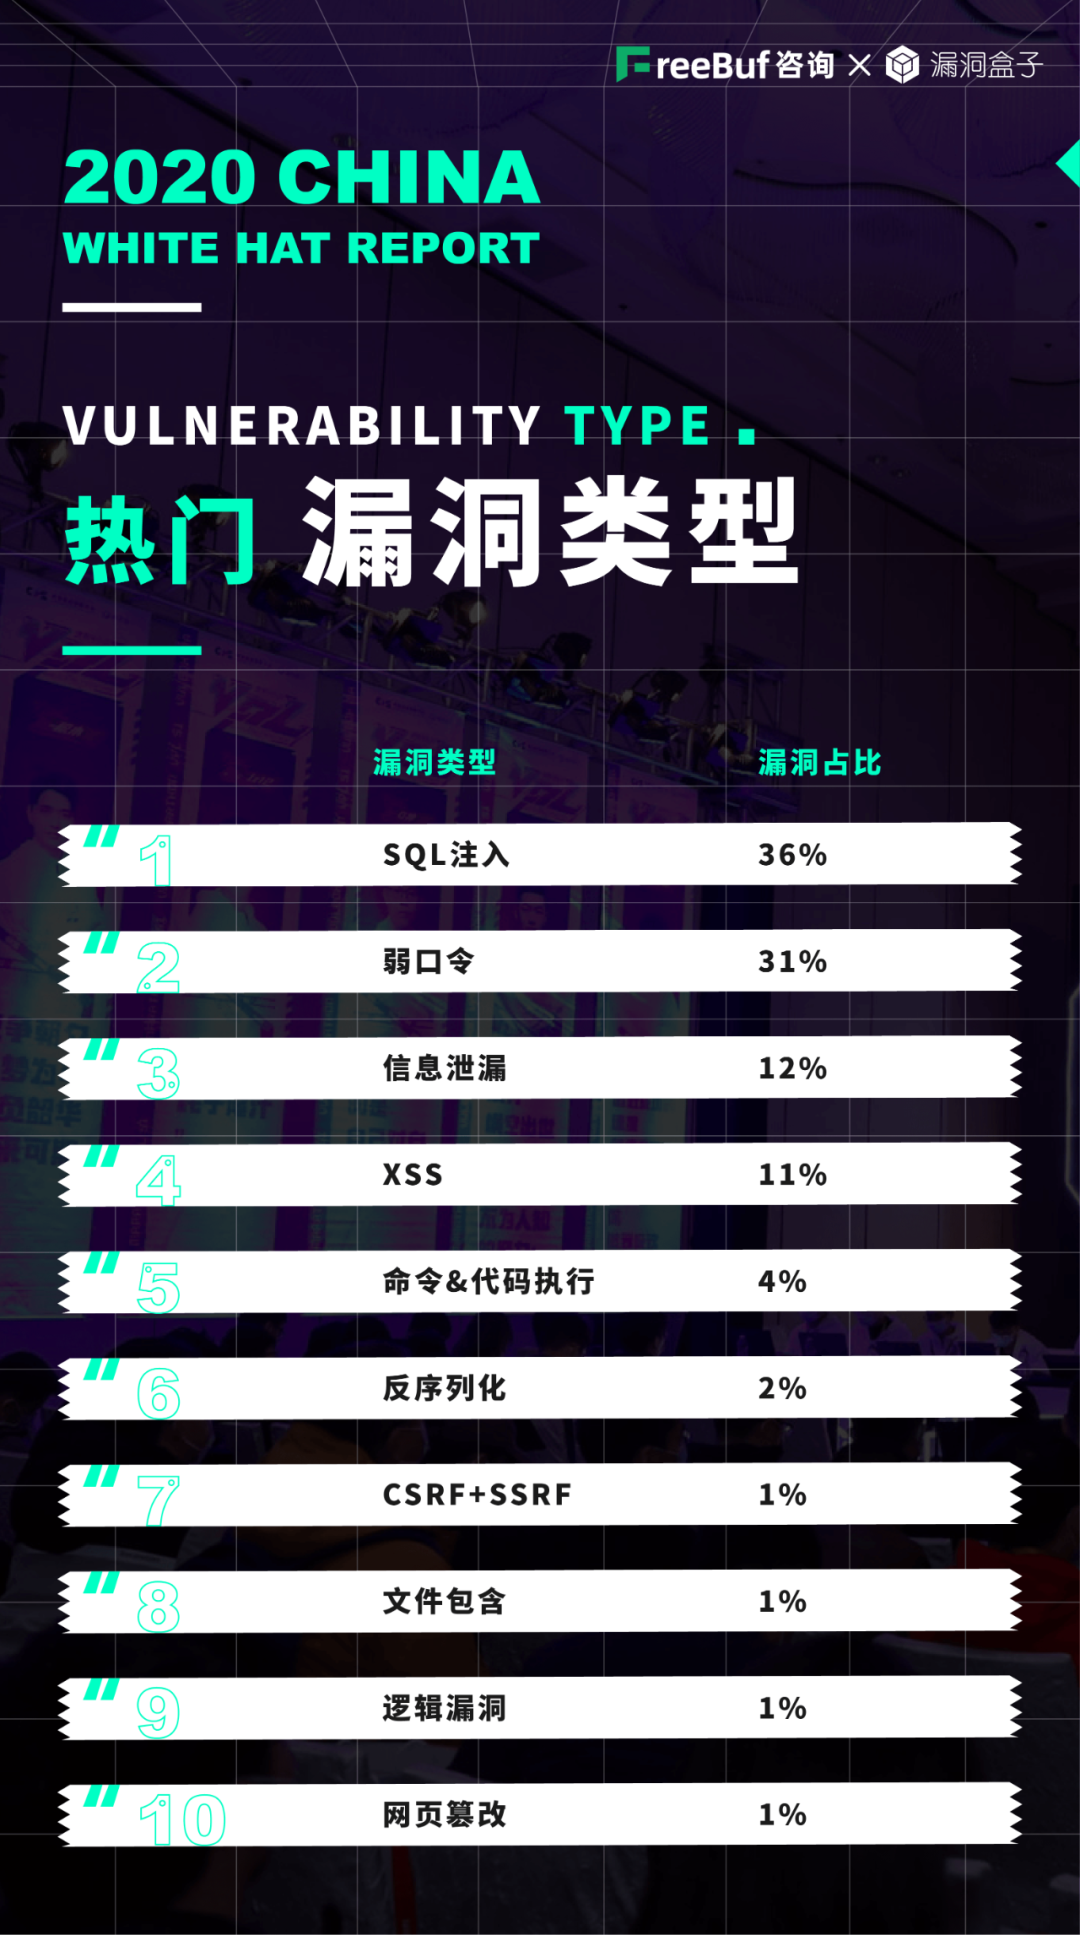 FreeBuf咨询 × 漏洞盒子
2020 CHINA
WHITE HAT REPORT
VULNERABILITY TYPE.
热门 漏洞类型
漏洞类型 漏洞占比
1 SQL注入 36%
2 弱口令 31%
3 信息泄漏 12%
4 XSS 11%
5 命令&代码执行 4%
6 反序列化 2%
7 CSRF+SSRF 1%
8 文件包含 1%
9 逻辑漏洞 1%
10 网页篡改 1%